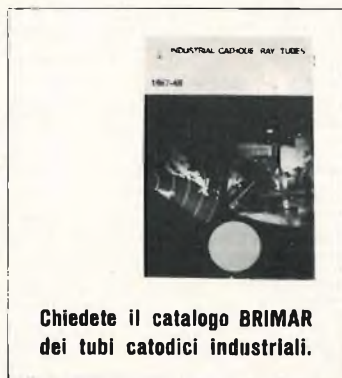 INDUSTRIAL CATHODE RAY TUBES
1967-68
Chiedete il catalogo BRIMAR
dei tubi catodici industriali.